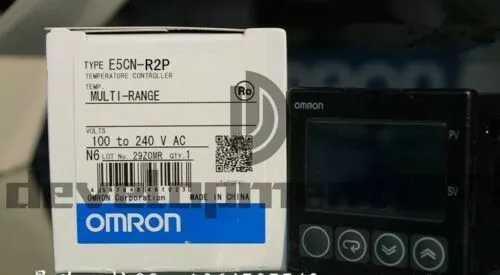 TYPE E5CN-R2P
TEMPERATURE CONTROLLER
TEMP.
MULTI-RANGE
Ro
VOLTS
100 to 240 V AC
N6 LOT No. 29Z0MR QTY.1
OMRON Corporation MADE IN CHINA
OMRON
OMRON
PV
SV